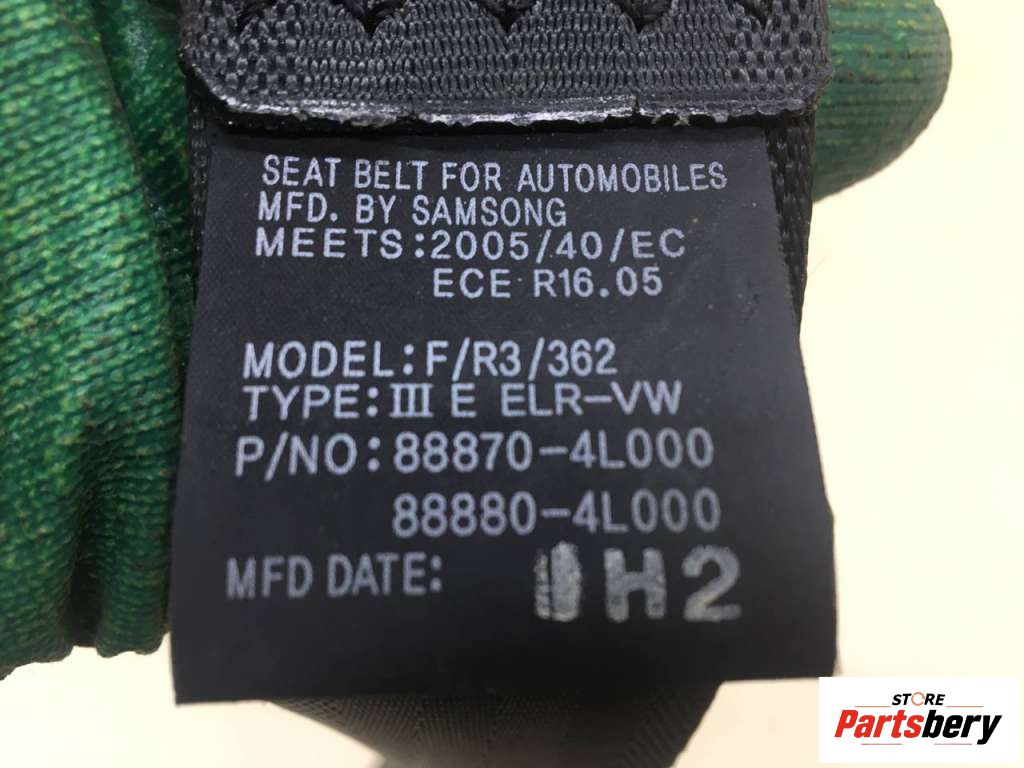 SEAT BELT FOR AUTOMOBILES
MFD. BY SAMSONG
MEETS:2005/40/EC
ECE R16.05
MODEL:F/R3/362
TYPE:III E ELR-VW
P/NO:88870-4L000
88880-4L000
MFD DATE: H2
STORE
Partsbery